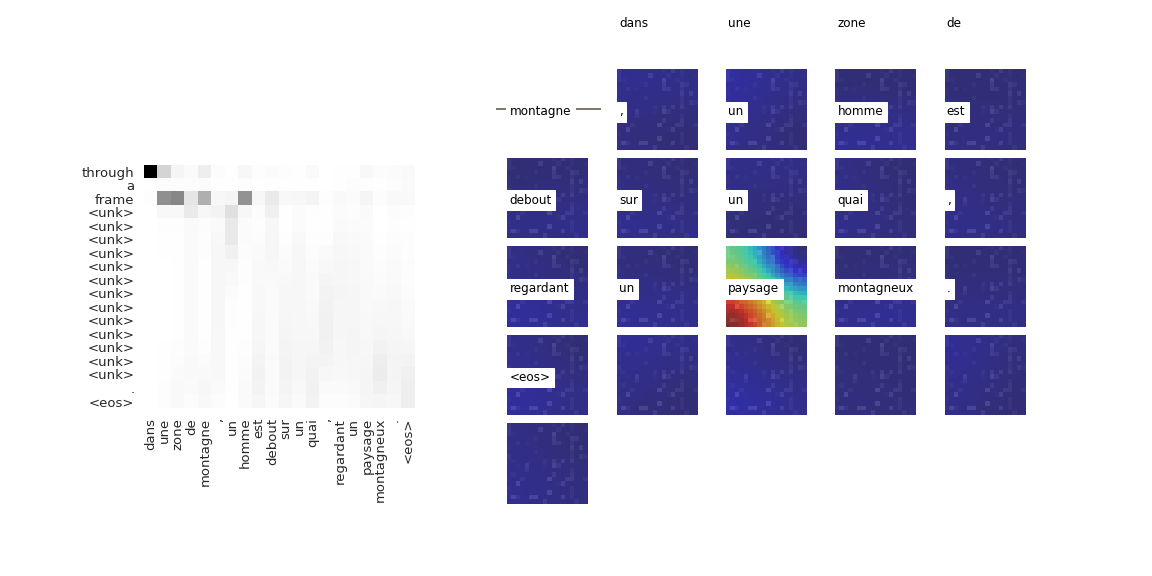 through
a
frame
<unk>
<unk>
<unk>
<unk>
<unk>
<unk>
<unk>
<unk>
<unk>
<unk>
<unk>
<unk>
<unk>
.
<eos>
dans
une
zone
de
montagne
,
un
homme
est
debout
sur
un
quai
,
regardant
un
paysage
montagneux
.
<eos>
dans une zone de
montagne , un homme est
debout sur un quai ,
regardant un paysage montagneux .
<eos>